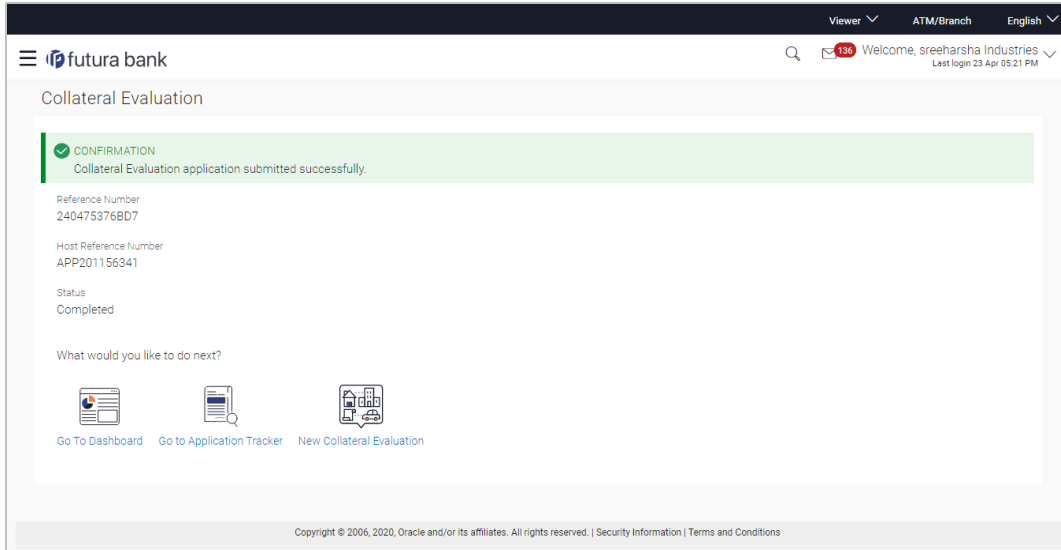 Viewer ATM/Branch English
futura bank
136 Welcome, sreeharsha Industries
Last login 23 Apr 05:21 PM
Collateral Evaluation
CONFIRMATION
Collateral Evaluation application submitted successfully.
Reference Number
240475376BD7
Host Reference Number
APP201156341
Status
Completed
What would you like to do next?
Go To Dashboard Go to Application Tracker New Collateral Evaluation
Copyright © 2006, 2020, Oracle and/or its affiliates. All rights reserved. | Security Information | Terms and Conditions